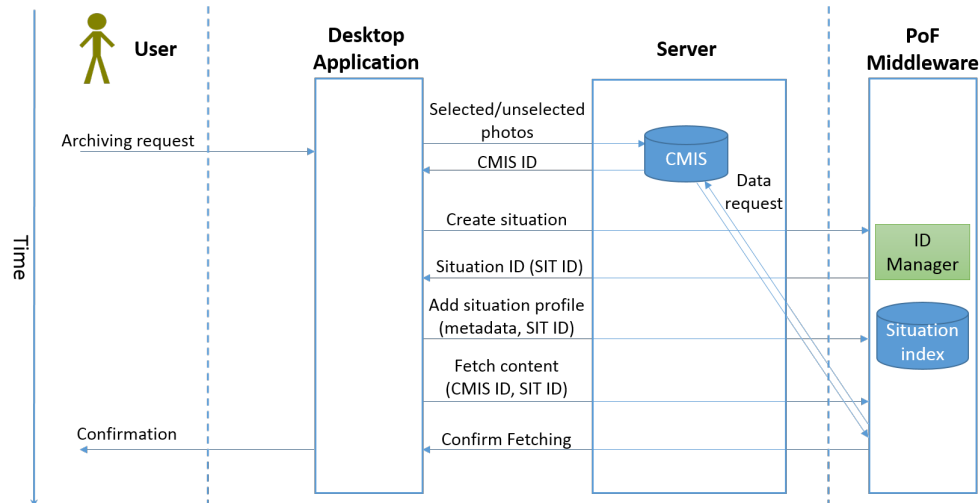 User
Desktop
Application
Server
PoF
Middleware
Archiving request
Selected/unselected
photos
CMIS ID
CMIS
Data
request
Create situation
ID
Manager
Time
Situation ID (SIT ID)
Add situation profile
(metadata, SIT ID)
Situation
index
Fetch content
(CMIS ID, SIT ID)
Confirmation
Confirm Fetching